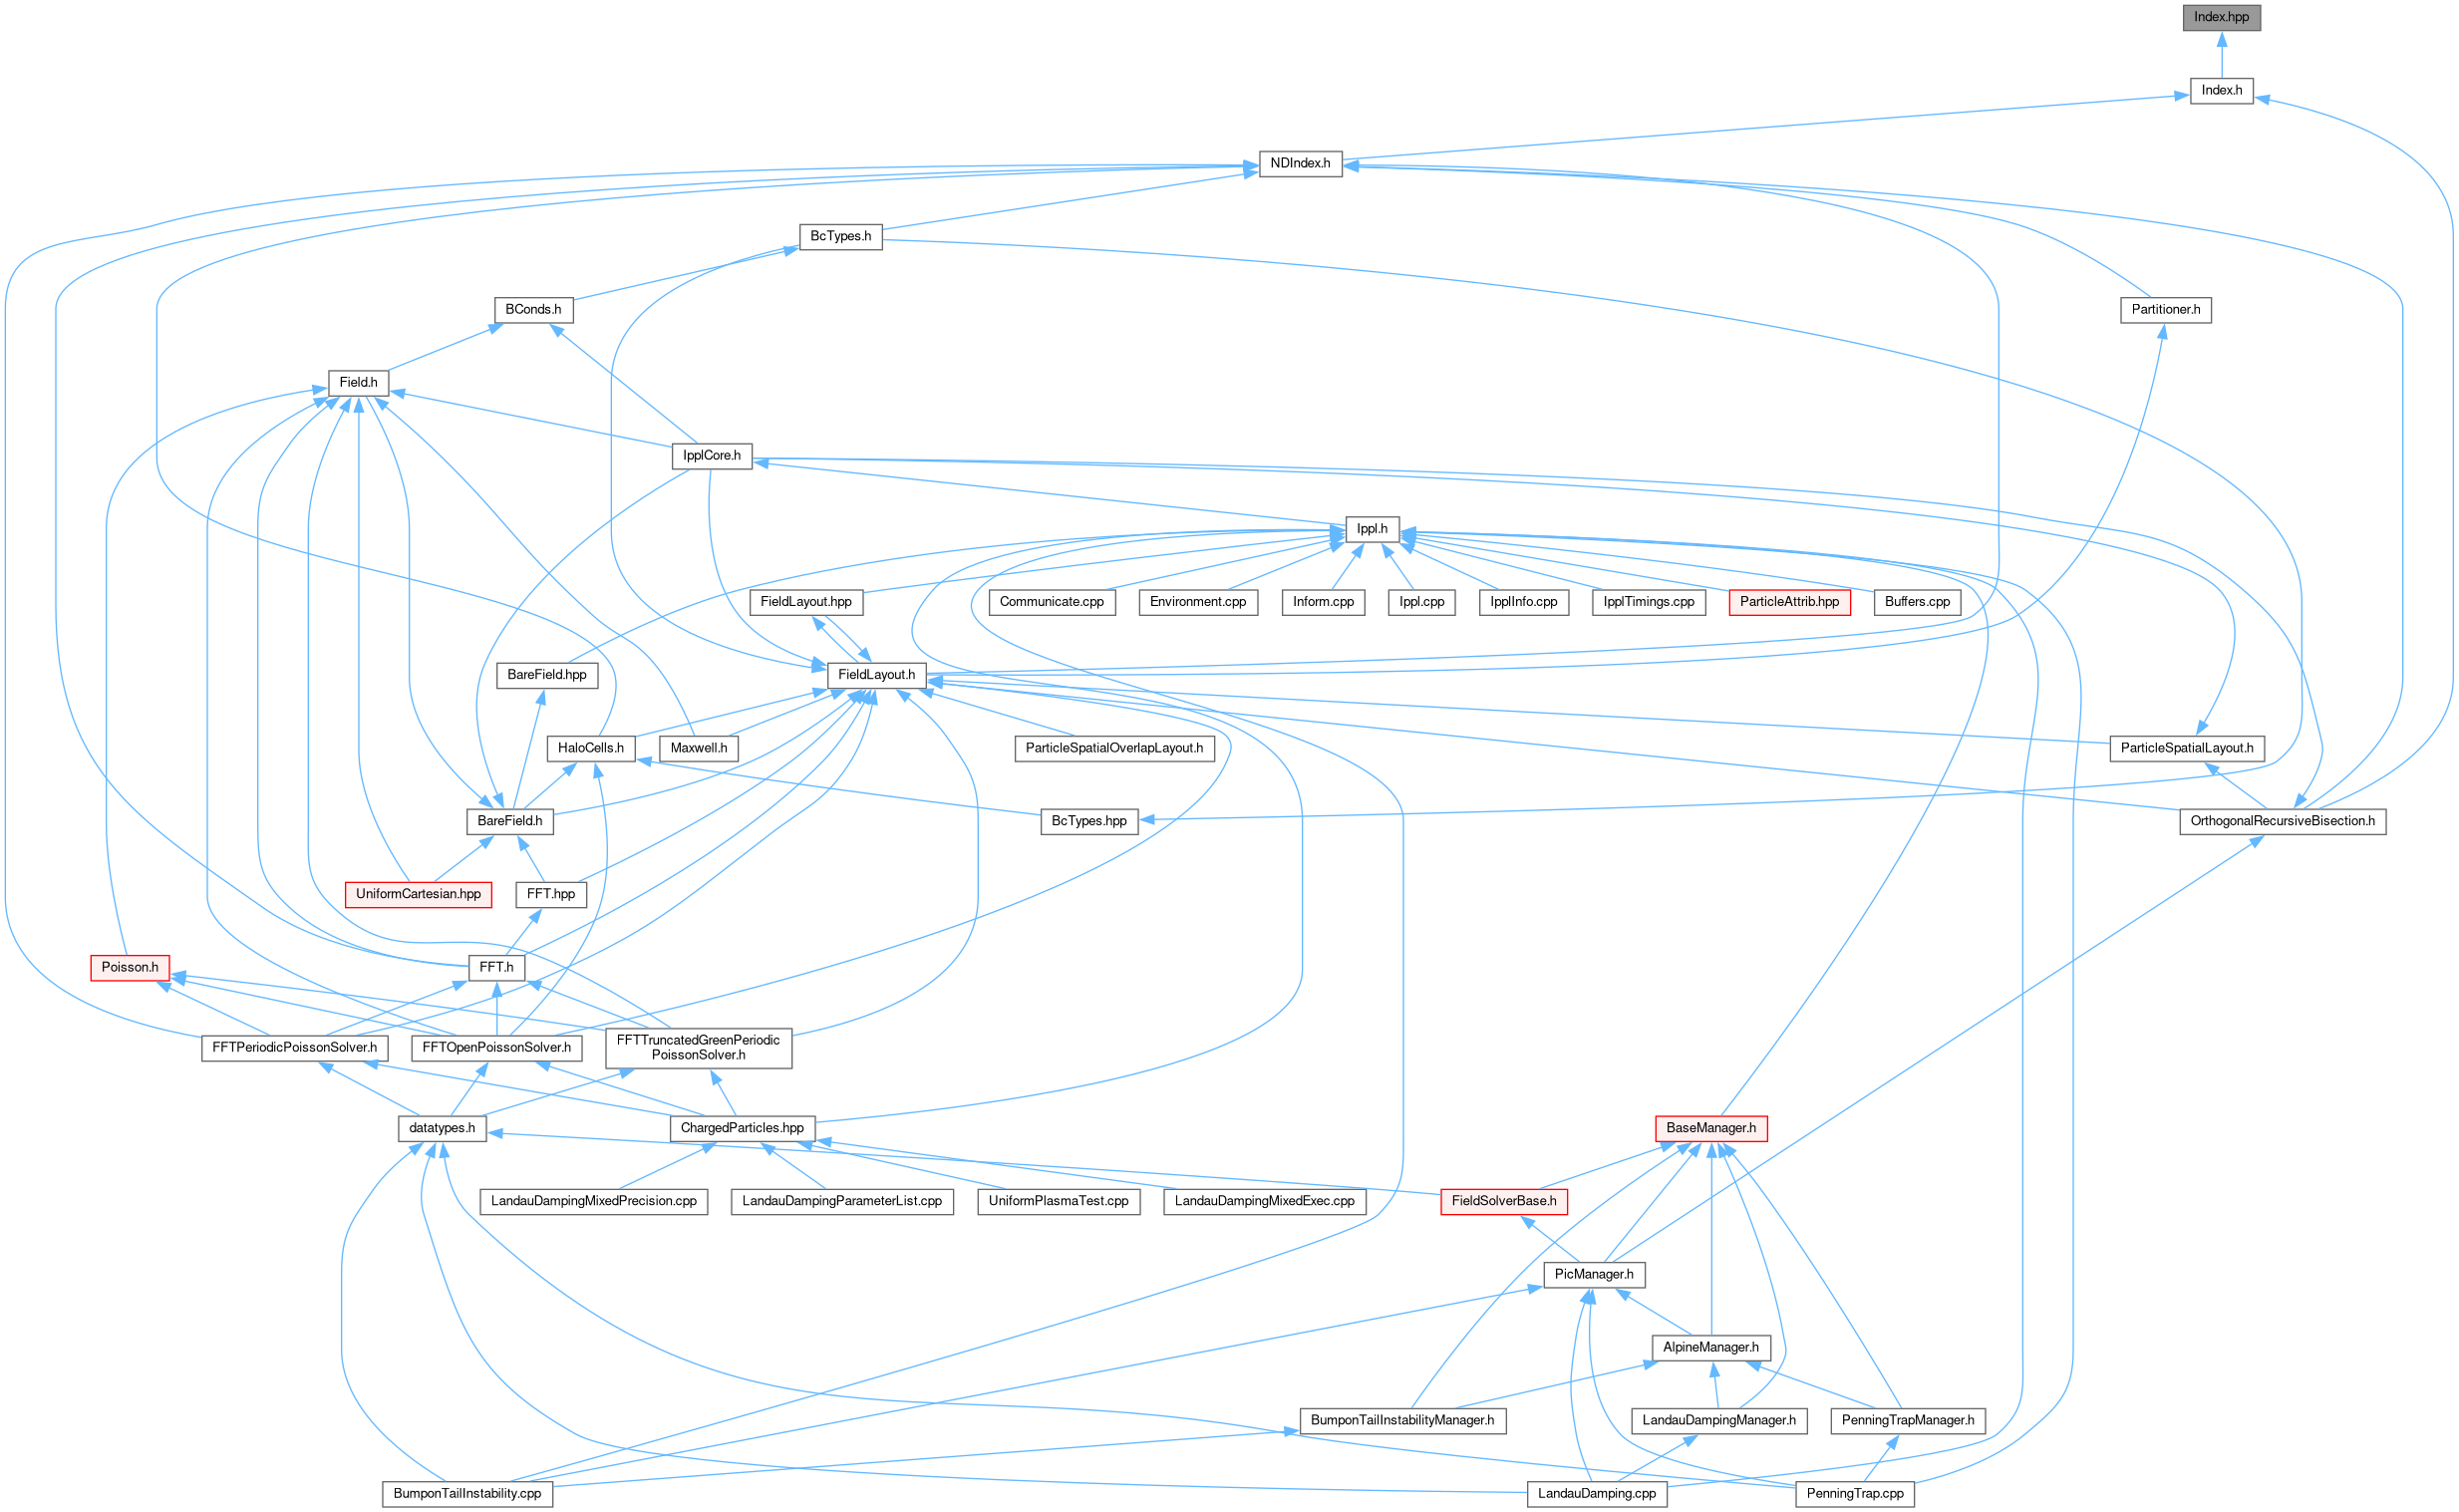 Index.hpp
Index.h
NDIndex.h
BcTypes.h
BConds.h
Partitioner.h
Field.h
IpplCore.h
Ippl.h
FieldLayout.hpp
Communicate.cpp
Environment.cpp
Inform.cpp
Ippl.cpp
IpplInfo.cpp
IpplTimings.cpp
ParticleAttrib.hpp
Buffers.cpp
BareField.hpp
FieldLayout.h
HaloCells.h
Maxwell.h
ParticleSpatialOverlapLayout.h
ParticleSpatialLayout.h
BareField.h
BcTypes.hpp
OrthogonalRecursiveBisection.h
UniformCartesian.hpp
FFT.hpp
Poisson.h
FFT.h
FFTPeriodicPoissonSolver.h
FFTOpenPoissonSolver.h
FFTTruncatedGreenPeriodic
PoissonSolver.h
datatypes.h
ChargedParticles.hpp
BaseManager.h
LandauDampingMixedPrecision.cpp
LandauDampingParameterList.cpp
UniformPlasmaTest.cpp
LandauDampingMixedExec.cpp
FieldSolverBase.h
PicManager.h
AlpineManager.h
BumponTailInstabilityManager.h
LandauDampingManager.h
PenningTrapManager.h
BumponTailInstability.cpp
LandauDamping.cpp
PenningTrap.cpp